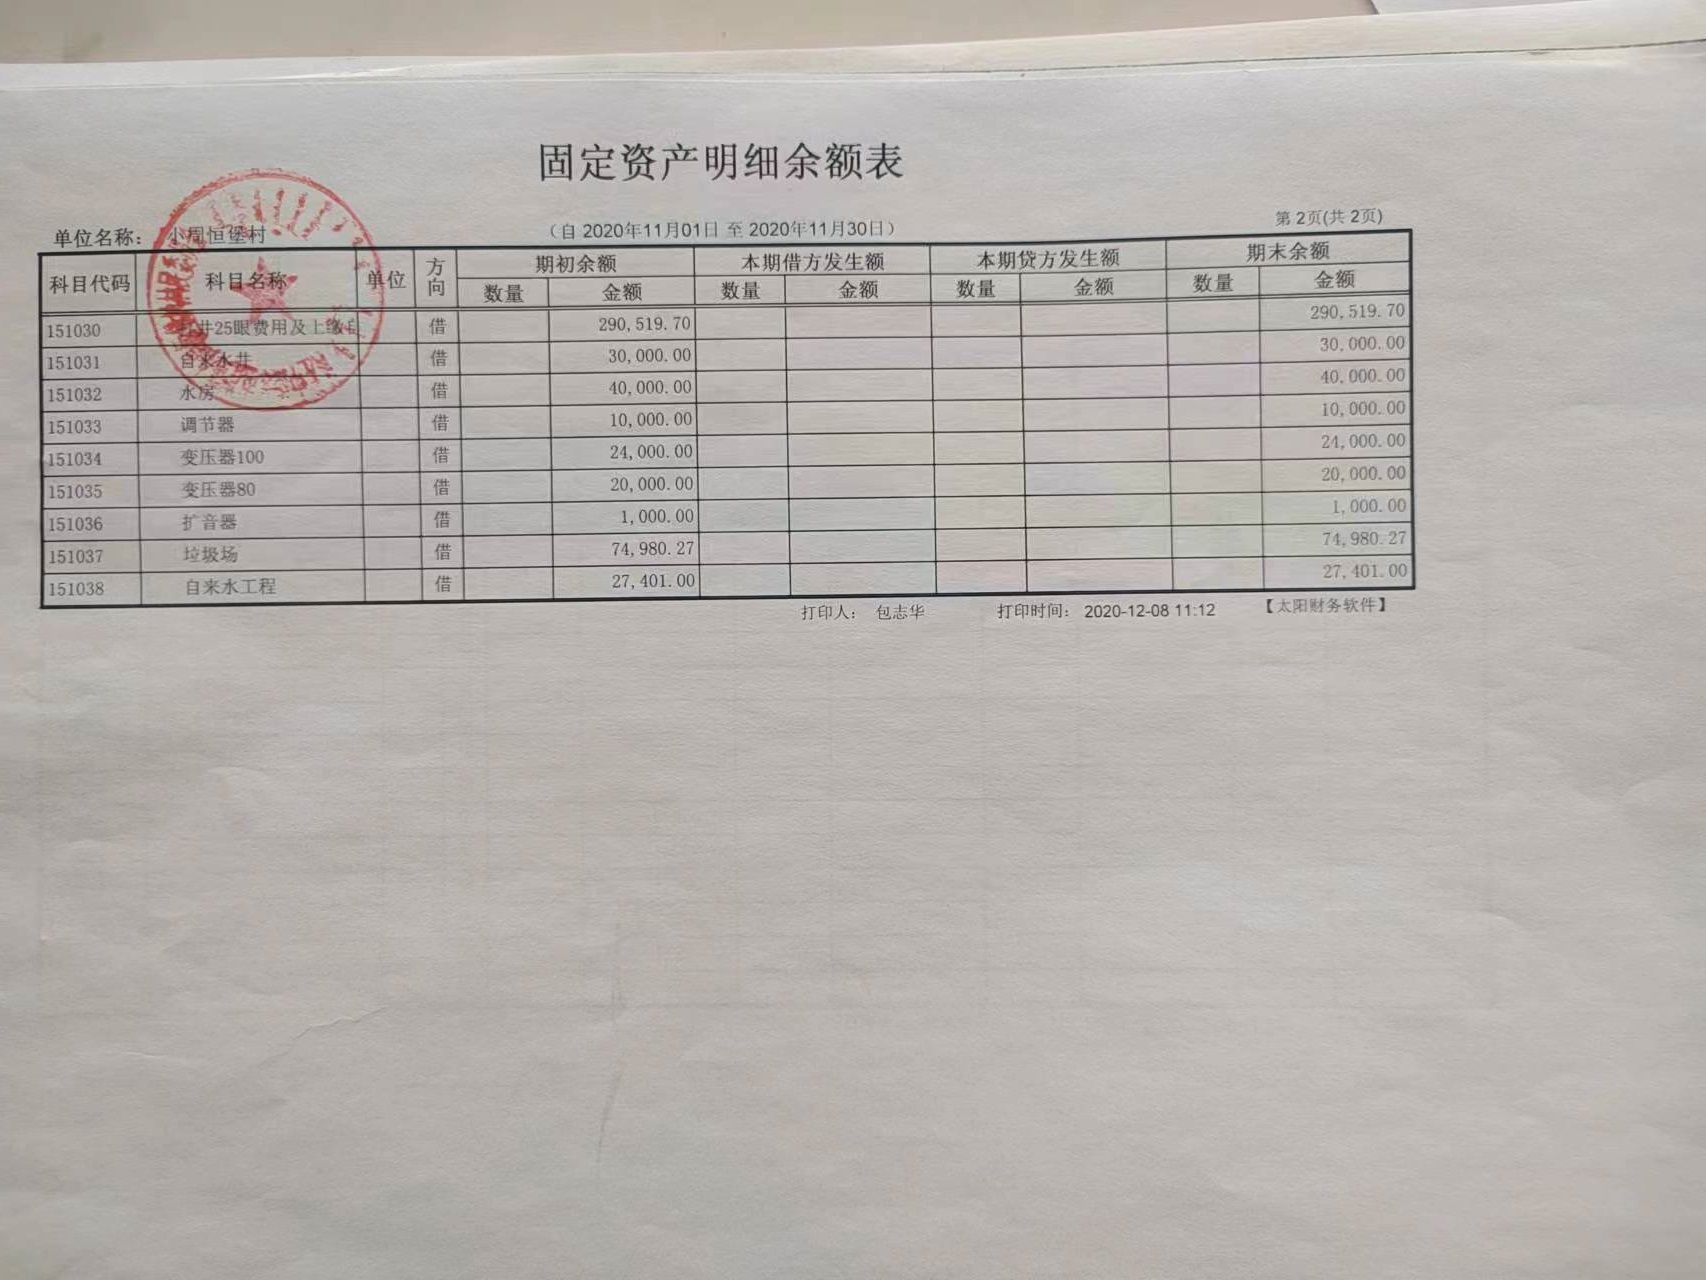 固定资产明细余额表
单位名称： 小周恒堡村 （自 2020年11月01日 至 2020年11月30日） 第 2页(共 2页)
科目代码 科目名称 单位 方向 期初余额 本期借方发生额 本期贷方发生额 期末余额
数量 金额 数量 金额 数量 金额 数量 金额
151030 井25眼费用及上缴 借 290,519.70 290,519.70
151031 自来水井 借 30,000.00 30,000.00
151032 水房 借 40,000.00 40,000.00
151033 调节器 借 10,000.00 10,000.00
151034 变压器100 借 24,000.00 24,000.00
151035 变压器80 借 20,000.00 20,000.00
151036 扩音器 借 1,000.00 1,000.00
151037 垃圾场 借 74,980.27 74,980.27
151038 自来水工程 借 27,401.00 27,401.00
打印人： 包志华 打印时间： 2020-12-08 11:12 【太阳财务软件】